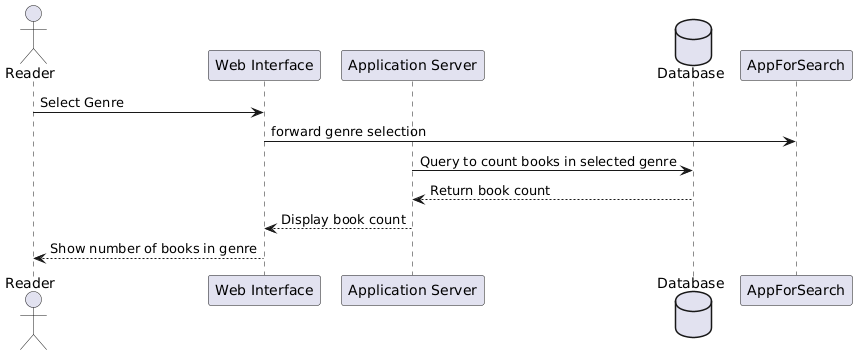 Reader
Web Interface
Application Server
Database
AppForSearch
Select Genre
forward genre selection
Query to count books in selected genre
Return book count
Display book count
Show number of books in genre
Reader
Web Interface
Application Server
Database
AppForSearch